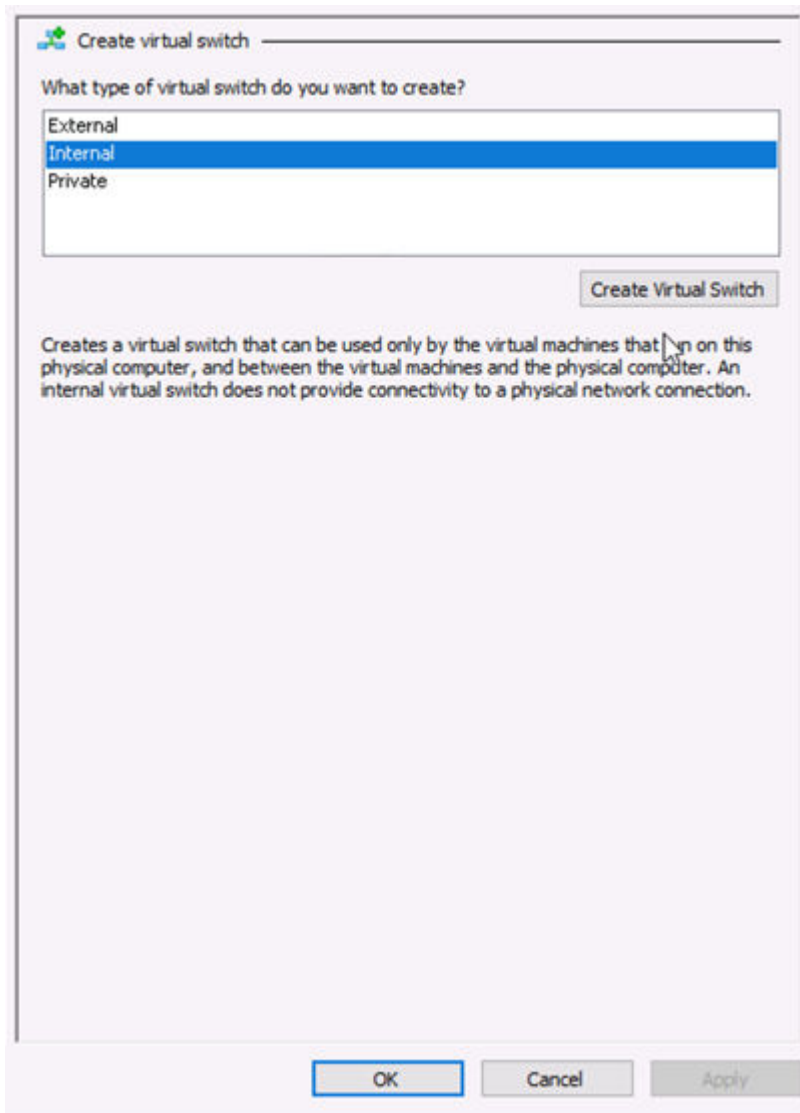 Create virtual switch
What type of virtual switch do you want to create?
External
Internal
Private
Create Virtual Switch
Creates a virtual switch that can be used only by the virtual machines that run on this
physical computer, and between the virtual machines and the physical computer. An
internal virtual switch does not provide connectivity to a physical network connection.
OK
Cancel
Apply